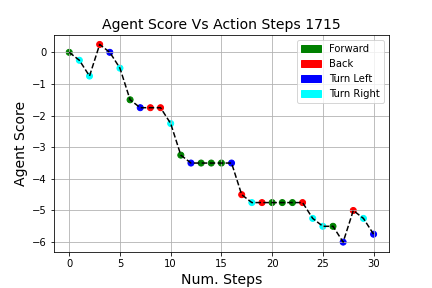 Agent Score Vs Action Steps 1715
Forward
Back
Turn Left
Turn Right
Agent Score
0
−1
−2
−3
−4
−5
−6
0 5 10 15 20 25 30
Num. Steps